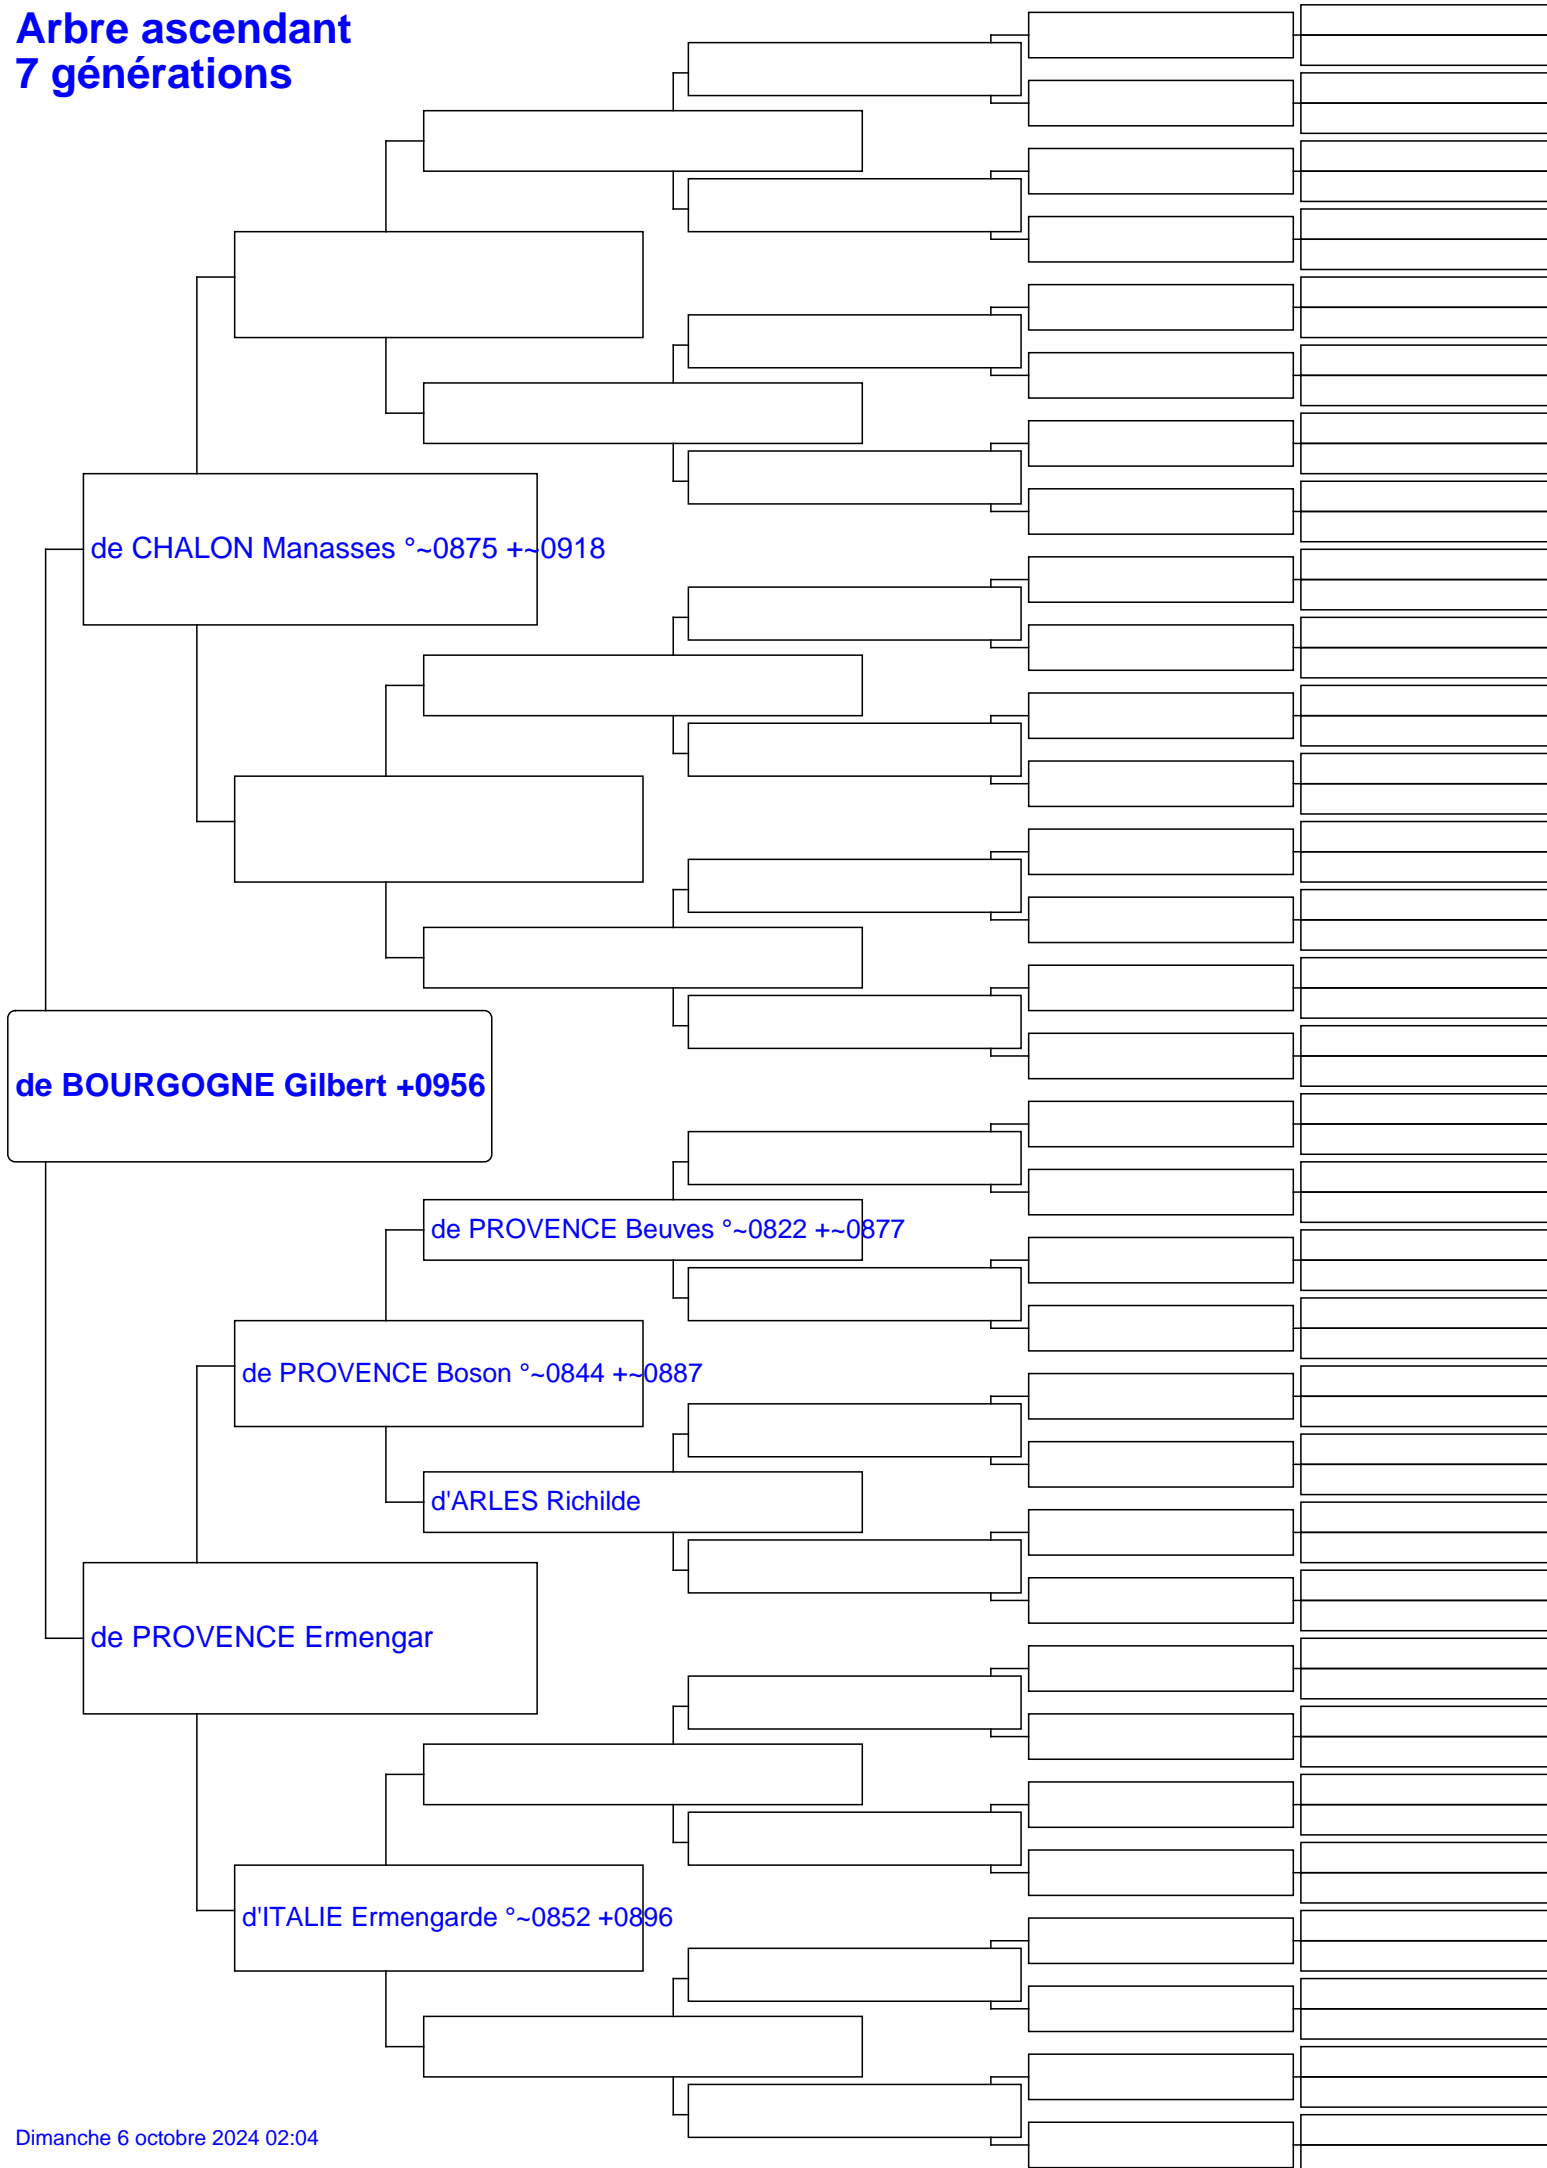 Arbre ascendant
7 générations
de CHALON Manasses °~0875 +~0918
de BOURGOGNE Gilbert +0956
de PROVENCE Beuves °~0822 +~0877
de PROVENCE Boson °~0844 +~0887
d'ARLES Richilde
de PROVENCE Ermengar
d'ITALIE Ermengarde °~0852 +0896
Dimanche 6 octobre 2024 02:04